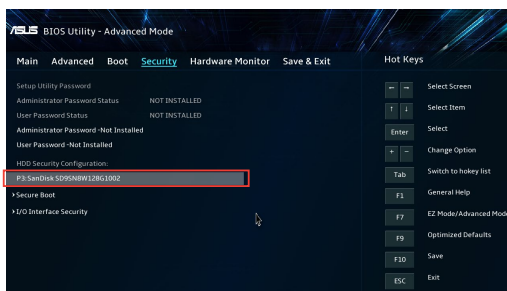 ASUS BIOS Utility - Advanced Mode
Main Advanced Boot Security Hardware Monitor Save & Exit
Hot Keys
Setup Utility Password
Administrator Password Status NOT INSTALLED
User Password Status NOT INSTALLED
Administrator Password -Not Installed
User Password -Not Installed
HDD Security Configuration:
P3:SanDisk SD9SN8W128G1002
> Secure Boot
> I/O Interface Security
← → Select Screen
↑ ↓ Select Item
Enter Select
+ - Change Option
Tab Switch to hokey list
F1 General Help
F7 EZ Mode/Advanced Mod
F9 Optimized Defaults
F10 Save
ESC Exit